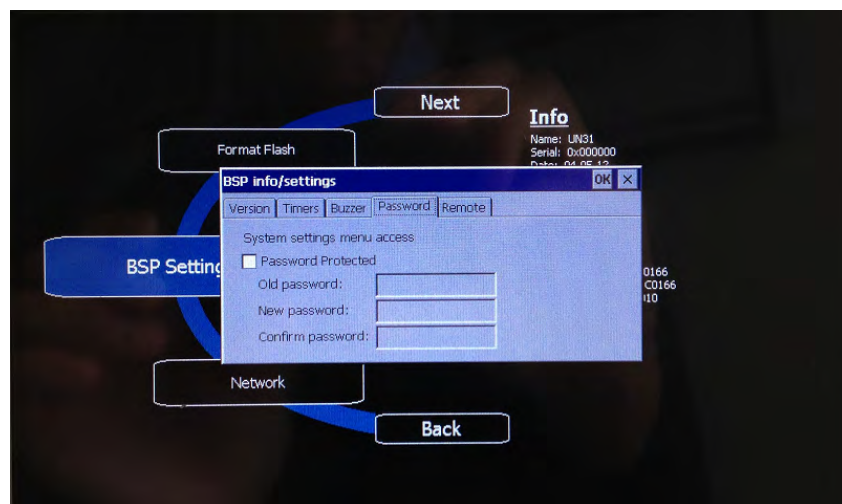 Next
Info
Name: UN31
Serial: 0x000000
Format Flash
BSP info/settings
OK
Version Timers Buzzer Password Remote
System settings menu access
Password Protected
Old password:
New password:
Confirm password:
BSP Setting
0166
C0166
Network
Back